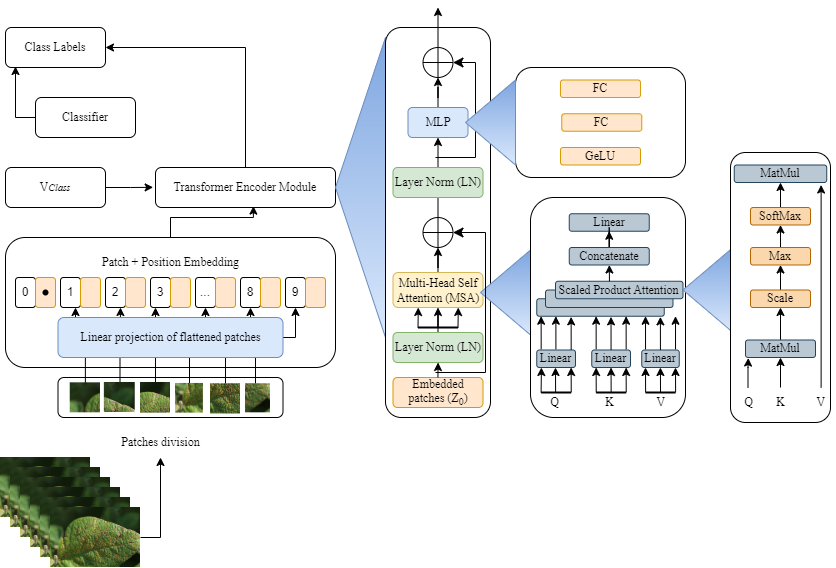 Class Labels
Classifier
VClass
Transformer Encoder Module
Patch + Position Embedding
0
1
2
3
...
8
9
Linear projection of flattened patches
Patches division
MLP
Layer Norm (LN)
Multi-Head Self
Attention (MSA)
Layer Norm (LN)
Embedded
patches (Z0)
FC
FC
GeLU
Linear
Concatenate
Scaled Product Attention
Linear
Linear
Linear
Q
K
V
MatMul
SoftMax
Max
Scale
MatMul
Q
K
V